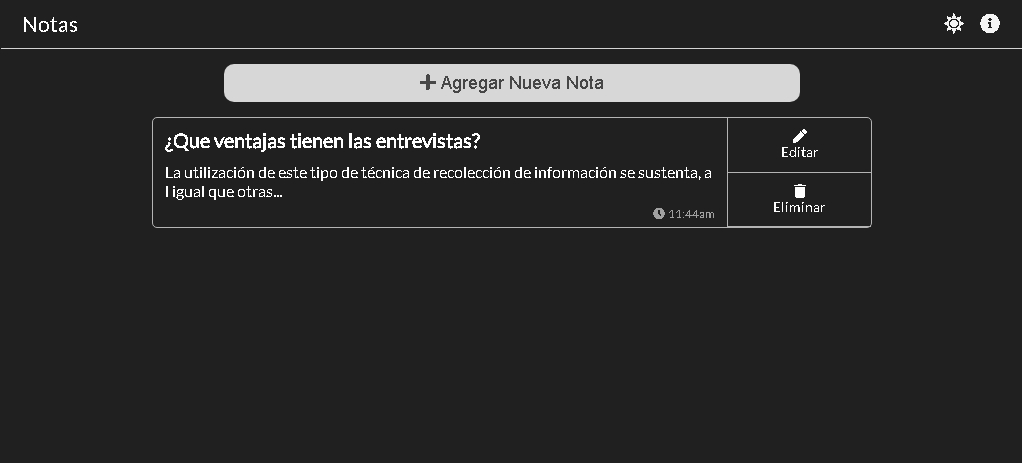 Notas
Agregar Nueva Nota
¿Que ventajas tienen las entrevistas?
La utilización de este tipo de técnica de recolección de información se sustenta, a
l igual que otras...
11:44am
Editar
Eliminar